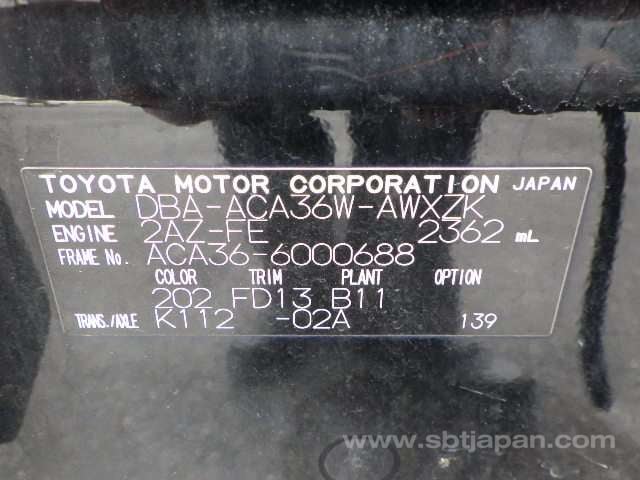 TOYOTA MOTOR CORPORATION JAPAN
MODEL DBA-ACA36W-AWXZK
ENGINE 2AZ-FE 2362 mL
FRAME No. ACA36-6000688
COLOR TRIM PLANT OPTION
202 FD13 B11
TRANS./AXLE K112 -02A 139
www.sbtjapan.com